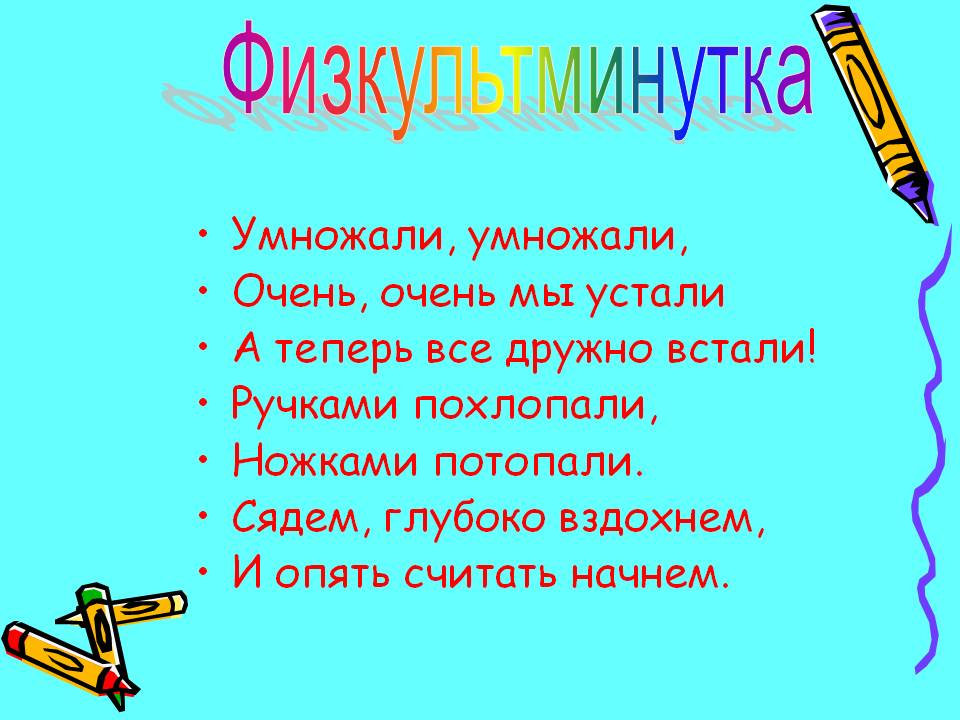 Физкультминутка
• Умножали, умножали,
• Очень, очень мы устали
• А теперь все дружно встали!
• Ручками похлопали,
• Ножками потопали.
• Сядем, глубоко вздохнем,
• И опять считать начнем.